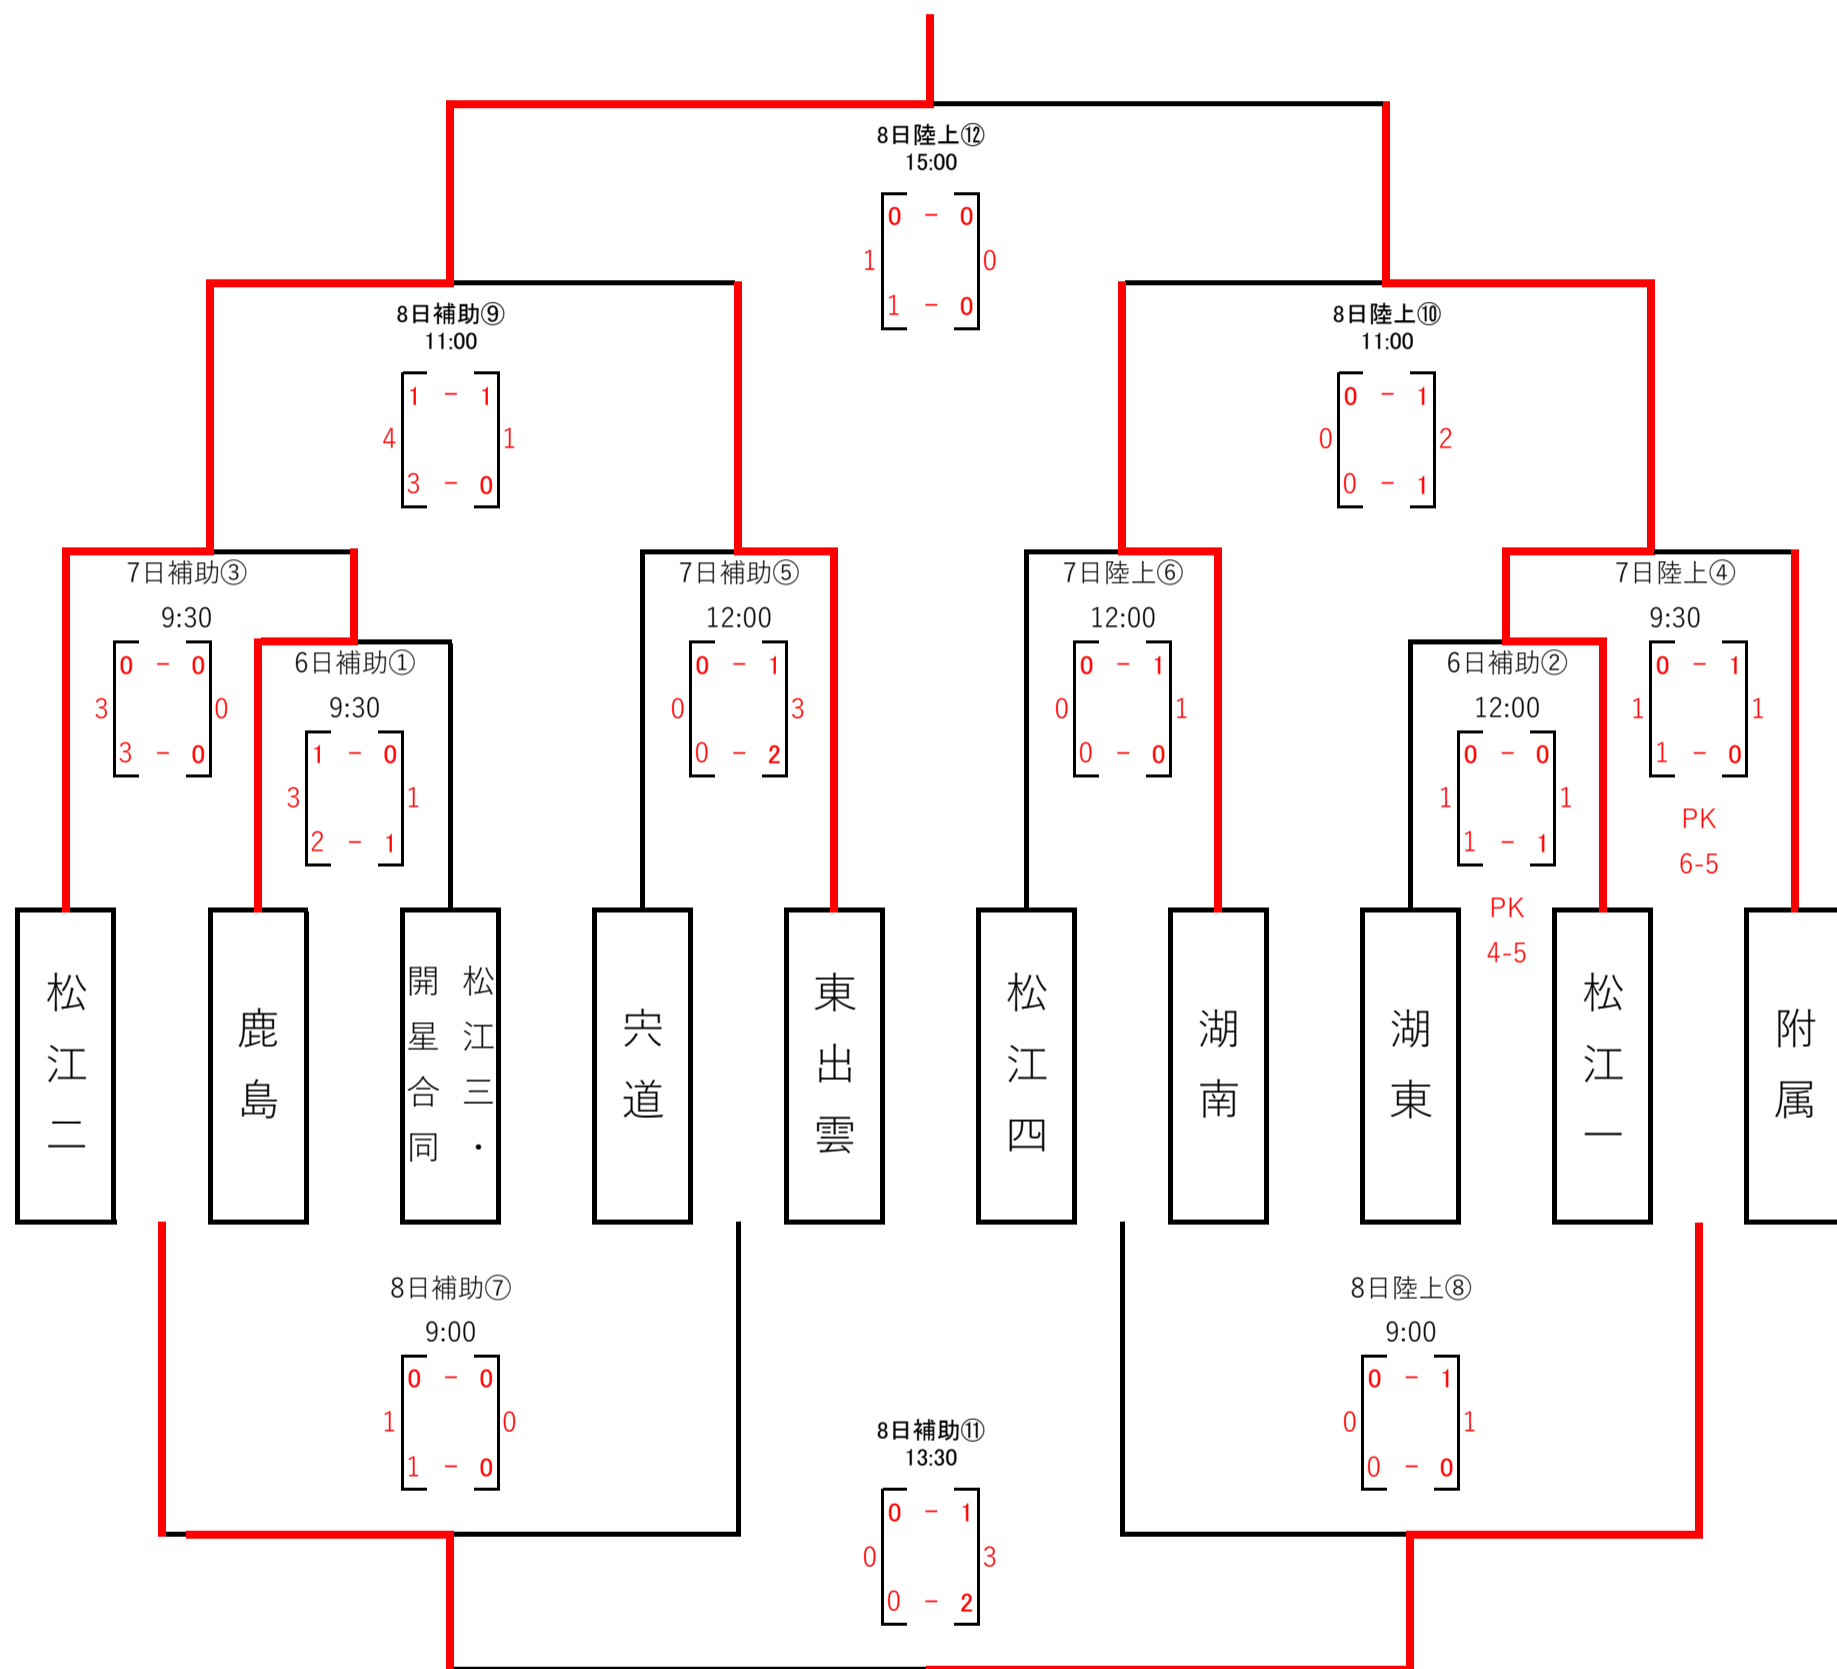 8日陸上⑫
15:00
0 - 0
1 0
1 - 0
8日補助⑨
11:00
1 - 1
4 1
3 - 0
8日陸上⑩
11:00
0 - 1
0 2
0 - 1
7日補助③
9:30
0 - 0
3 0
3 - 0
6日補助①
9:30
1 - 0
3 1
2 - 1
7日補助⑤
12:00
0 - 1
0 3
0 - 2
7日陸上⑥
12:00
0 - 1
0 1
0 - 0
6日補助②
12:00
0 - 0
1 1
1 - 1
PK
4-5
7日陸上④
9:30
0 - 1
1 1
1 - 0
PK
6-5
松江二
鹿島
松江三・
開星合同
宍道
東出雲
松江四
湖南
湖東
松江一
附属
8日補助⑦
9:00
0 - 0
1 0
1 - 0
8日陸上⑧
9:00
0 - 1
0 1
0 - 0
8日補助⑪
13:30
0 - 1
0 3
0 - 2